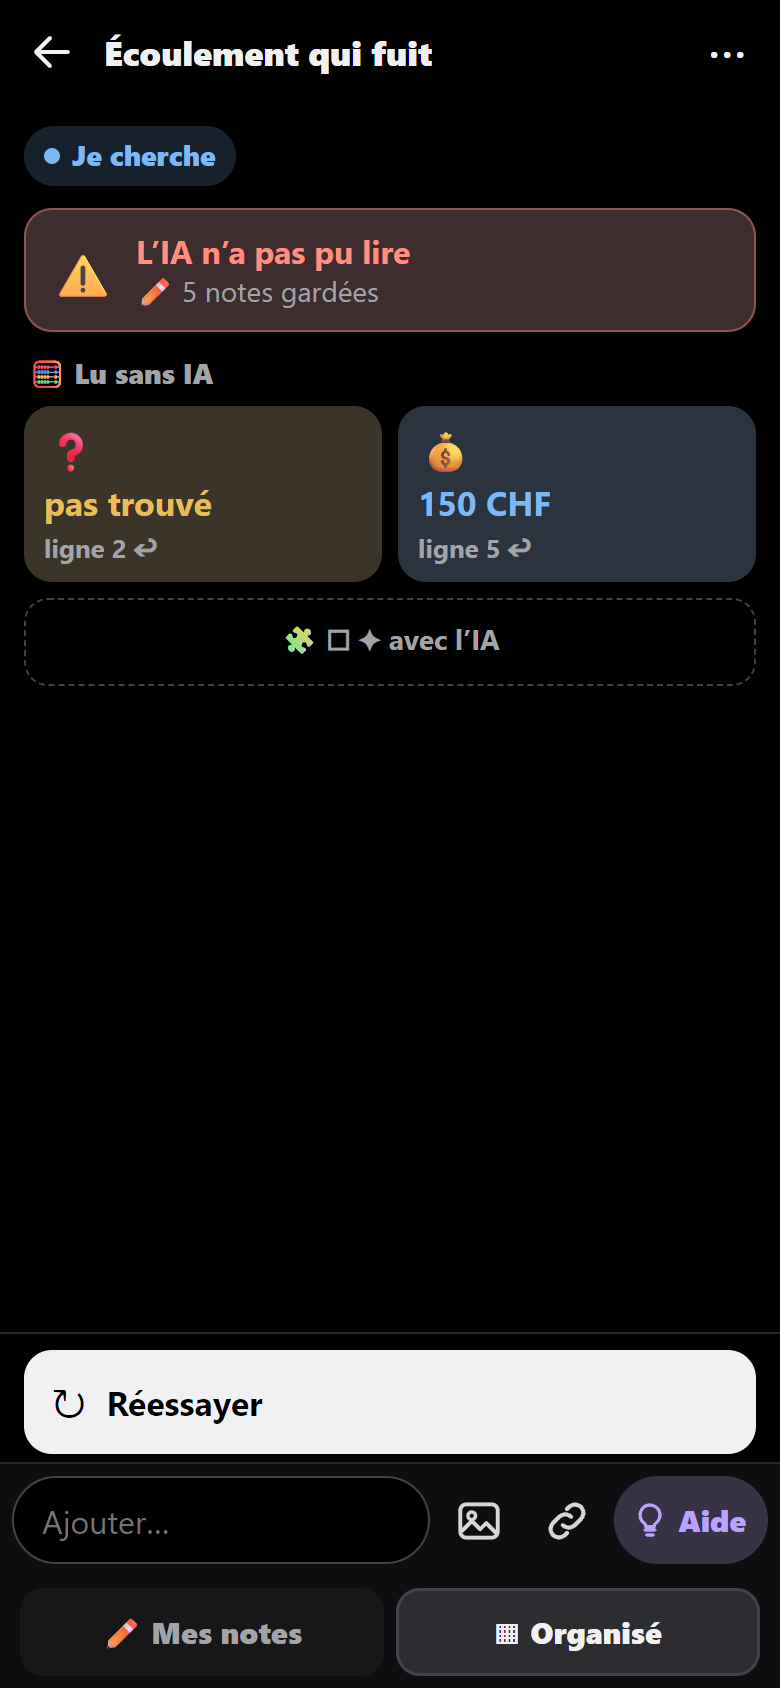 Écoulement qui fuit
Je cherche
L’IA n’a pas pu lire
5 notes gardées
Lu sans IA
pas trouvé
ligne 2 ↩
150 CHF
ligne 5 ↩
☐ ✦ avec l’IA
↻ Réessayer
Ajouter…
Aide
Mes notes
▦ Organisé